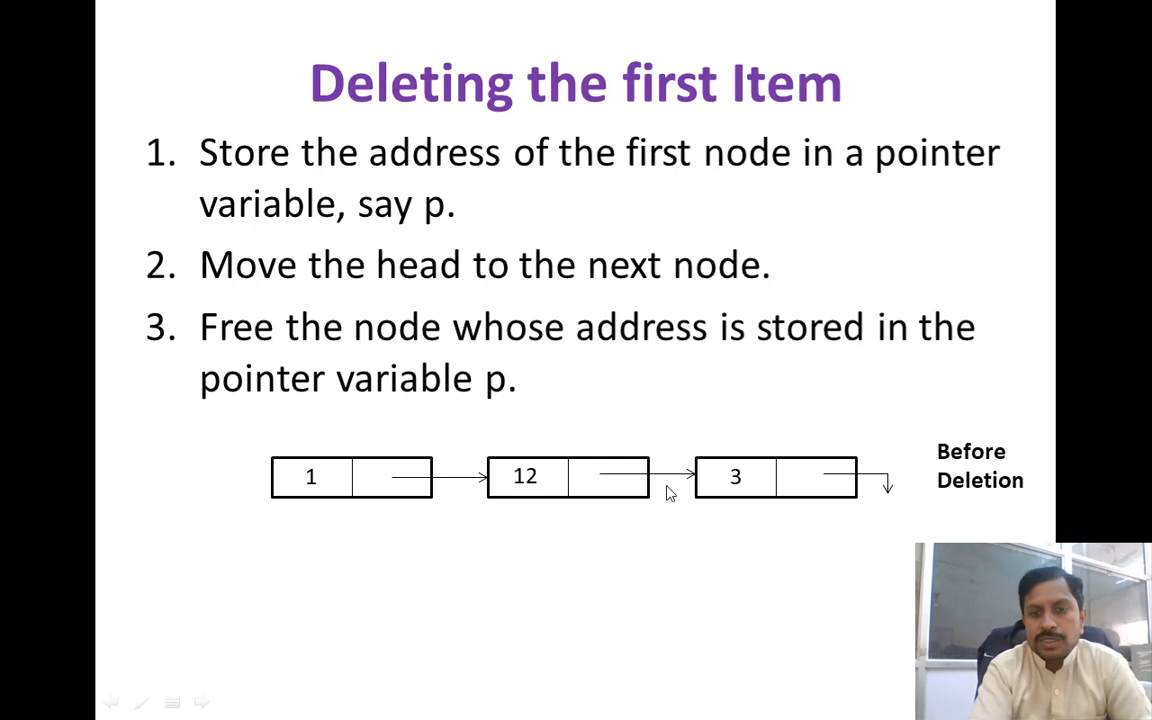 Deleting the first Item
1. Store the address of the first node in a pointer
variable, say p.
2. Move the head to the next node.
3. Free the node whose address is stored in the
pointer variable p.
1 12 3
Before
Deletion